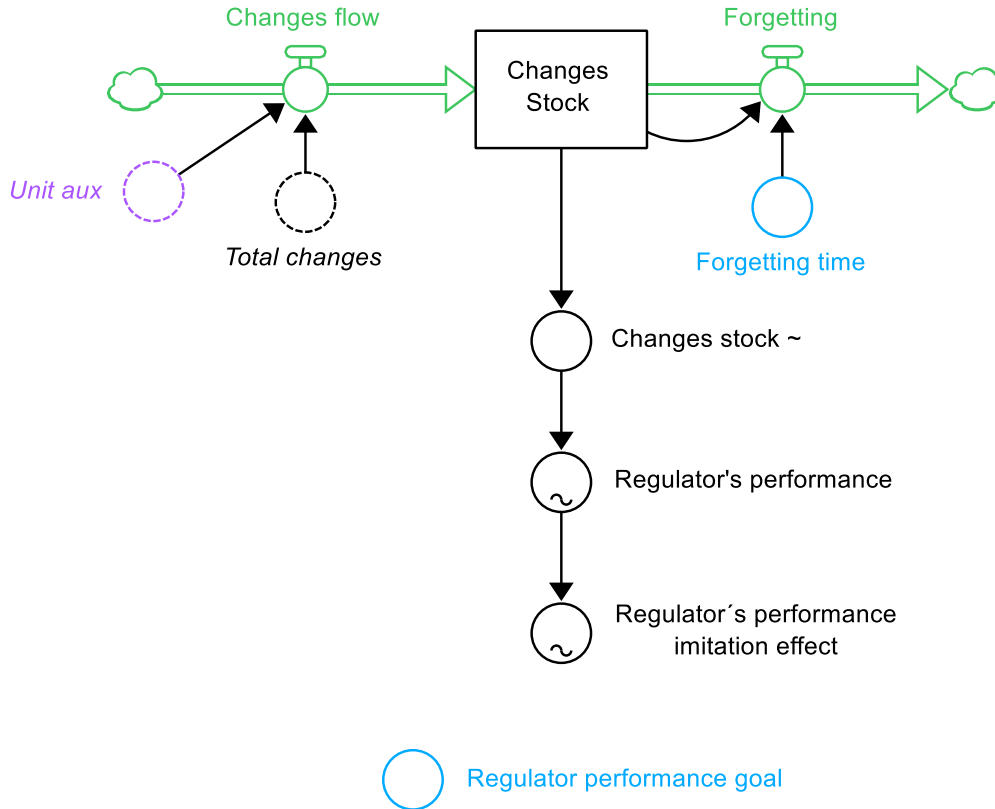 Changes flow
Forgetting
Changes
Stock
Unit aux
Total changes
Forgetting time
Changes stock ~
Regulator's performance
Regulator´s performance
imitation effect
Regulator performance goal